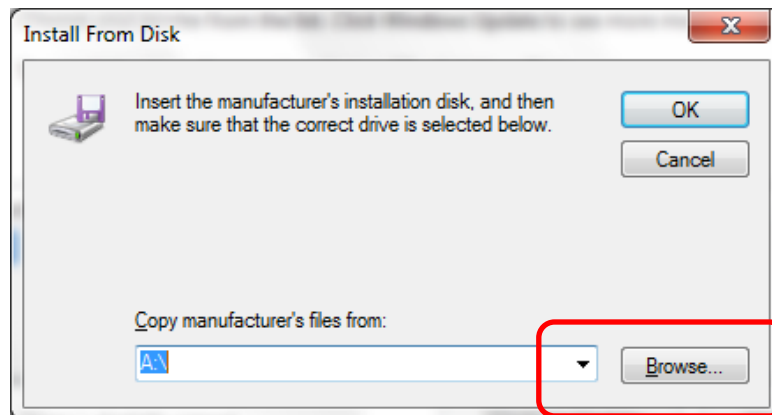 Install From Disk
Insert the manufacturer's installation disk, and then
make sure that the correct drive is selected below.
OK
Cancel
Copy manufacturer's files from:
A:\
Browse...